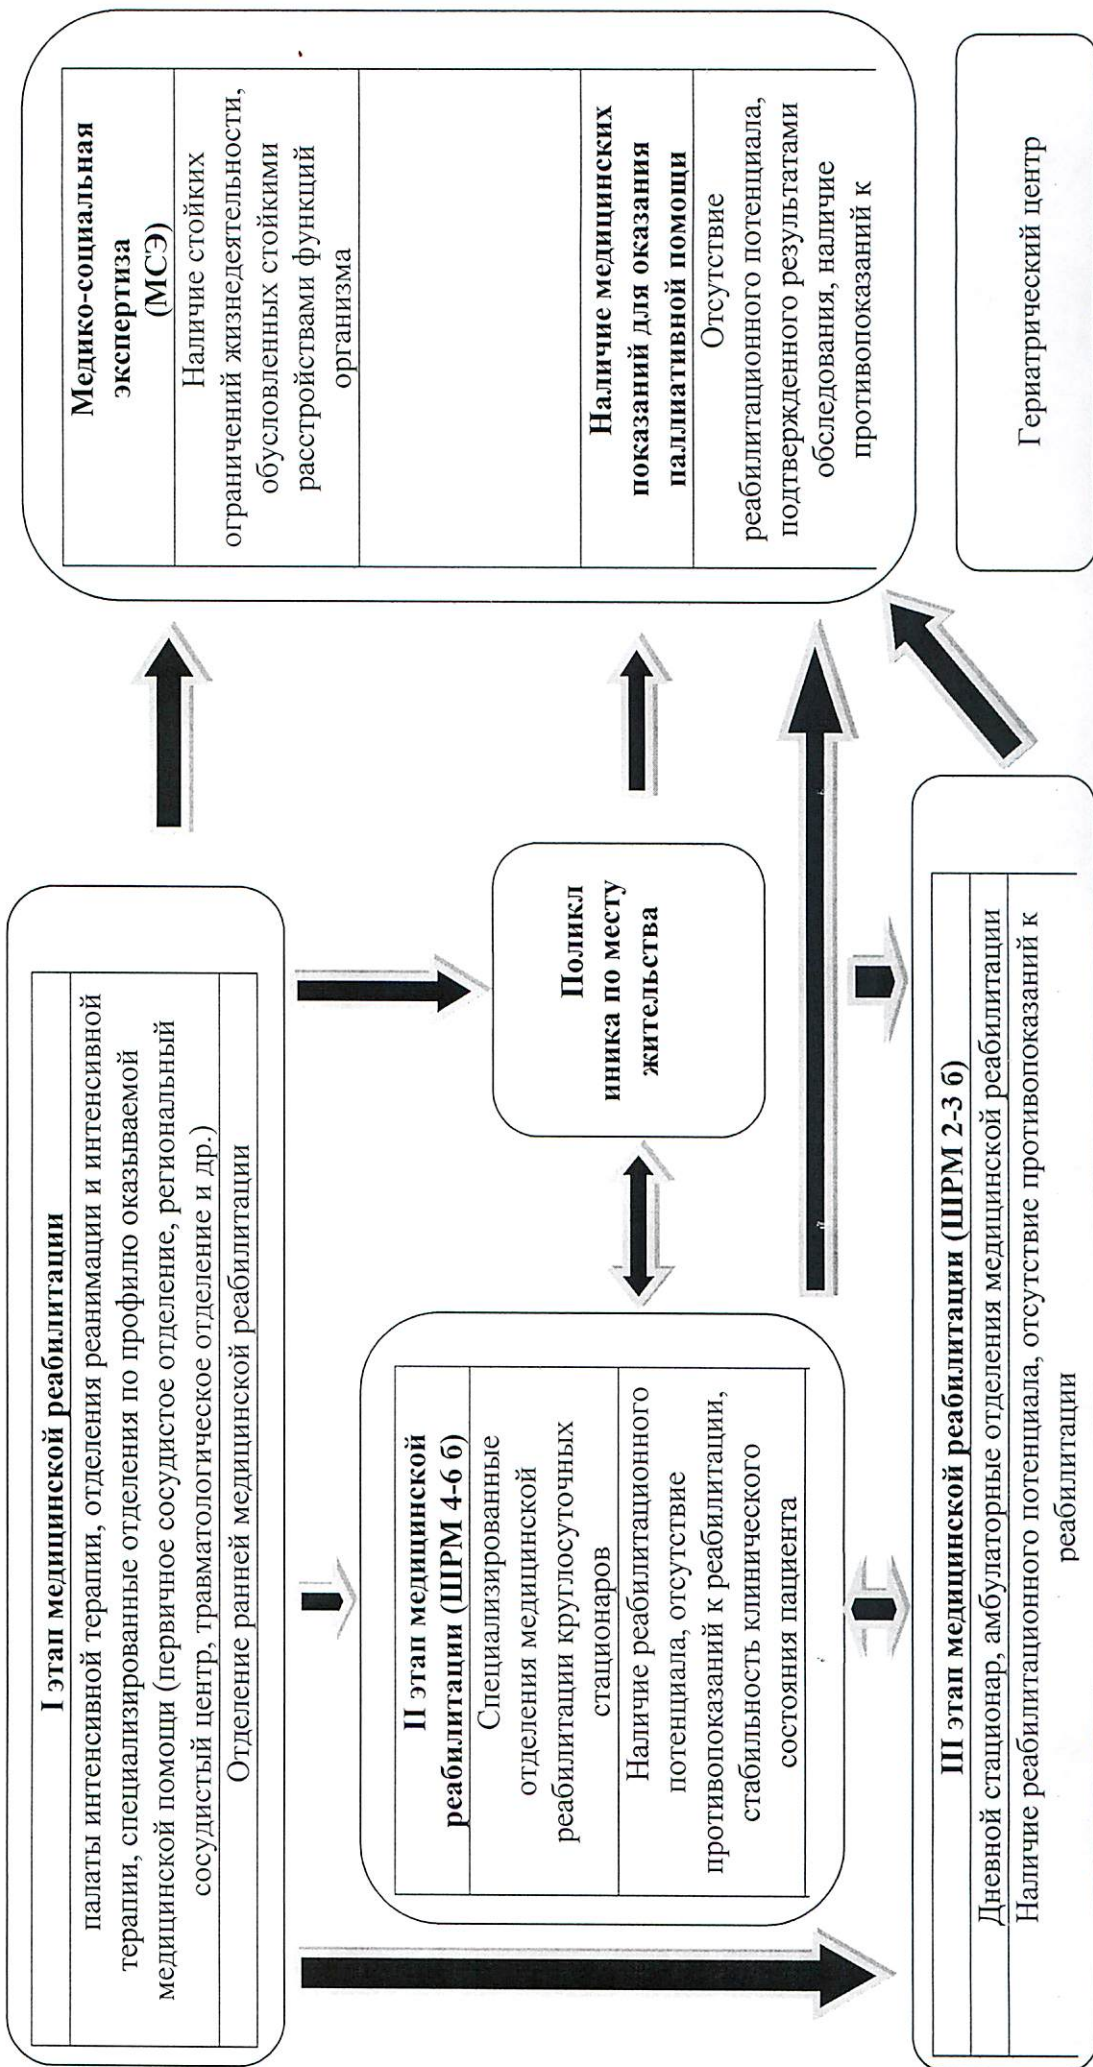 I этап медицинской реабилитации
палаты интенсивной терапии, отделения реанимации и интенсивной
терапии, специализированные отделения по профилю оказываемой
медицинской помощи (первичное сосудистое отделение, региональный
сосудистый центр, травматологическое отделение и др.)
Отделение ранней медицинской реабилитации
II этап медицинской
реабилитации (ШРМ 4-6 б)
Специализированные
отделения медицинской
реабилитации круглосуточных
стационаров
Наличие реабилитационного
потенциала, отсутствие
противопоказаний к реабилитации,
стабильность клинического
состояния пациента
Поликл
иника по месту
жительства
III этап медицинской реабилитации (ШРМ 2-3 б)
Дневной стационар, амбулаторные отделения медицинской реабилитации
Наличие реабилитационного потенциала, отсутствие противопоказаний к
реабилитации
Медико-социальная
экспертиза
(МСЭ)
Наличие стойких
ограничений жизнедеятельности,
обусловленных стойкими
расстройствами функций
организма
Наличие медицинских
показаний для оказания
паллиативной помощи
Отсутствие
реабилитационного потенциала,
подтвержденного результатами
обследования, наличие
противопоказаний к
Гериатрический центр